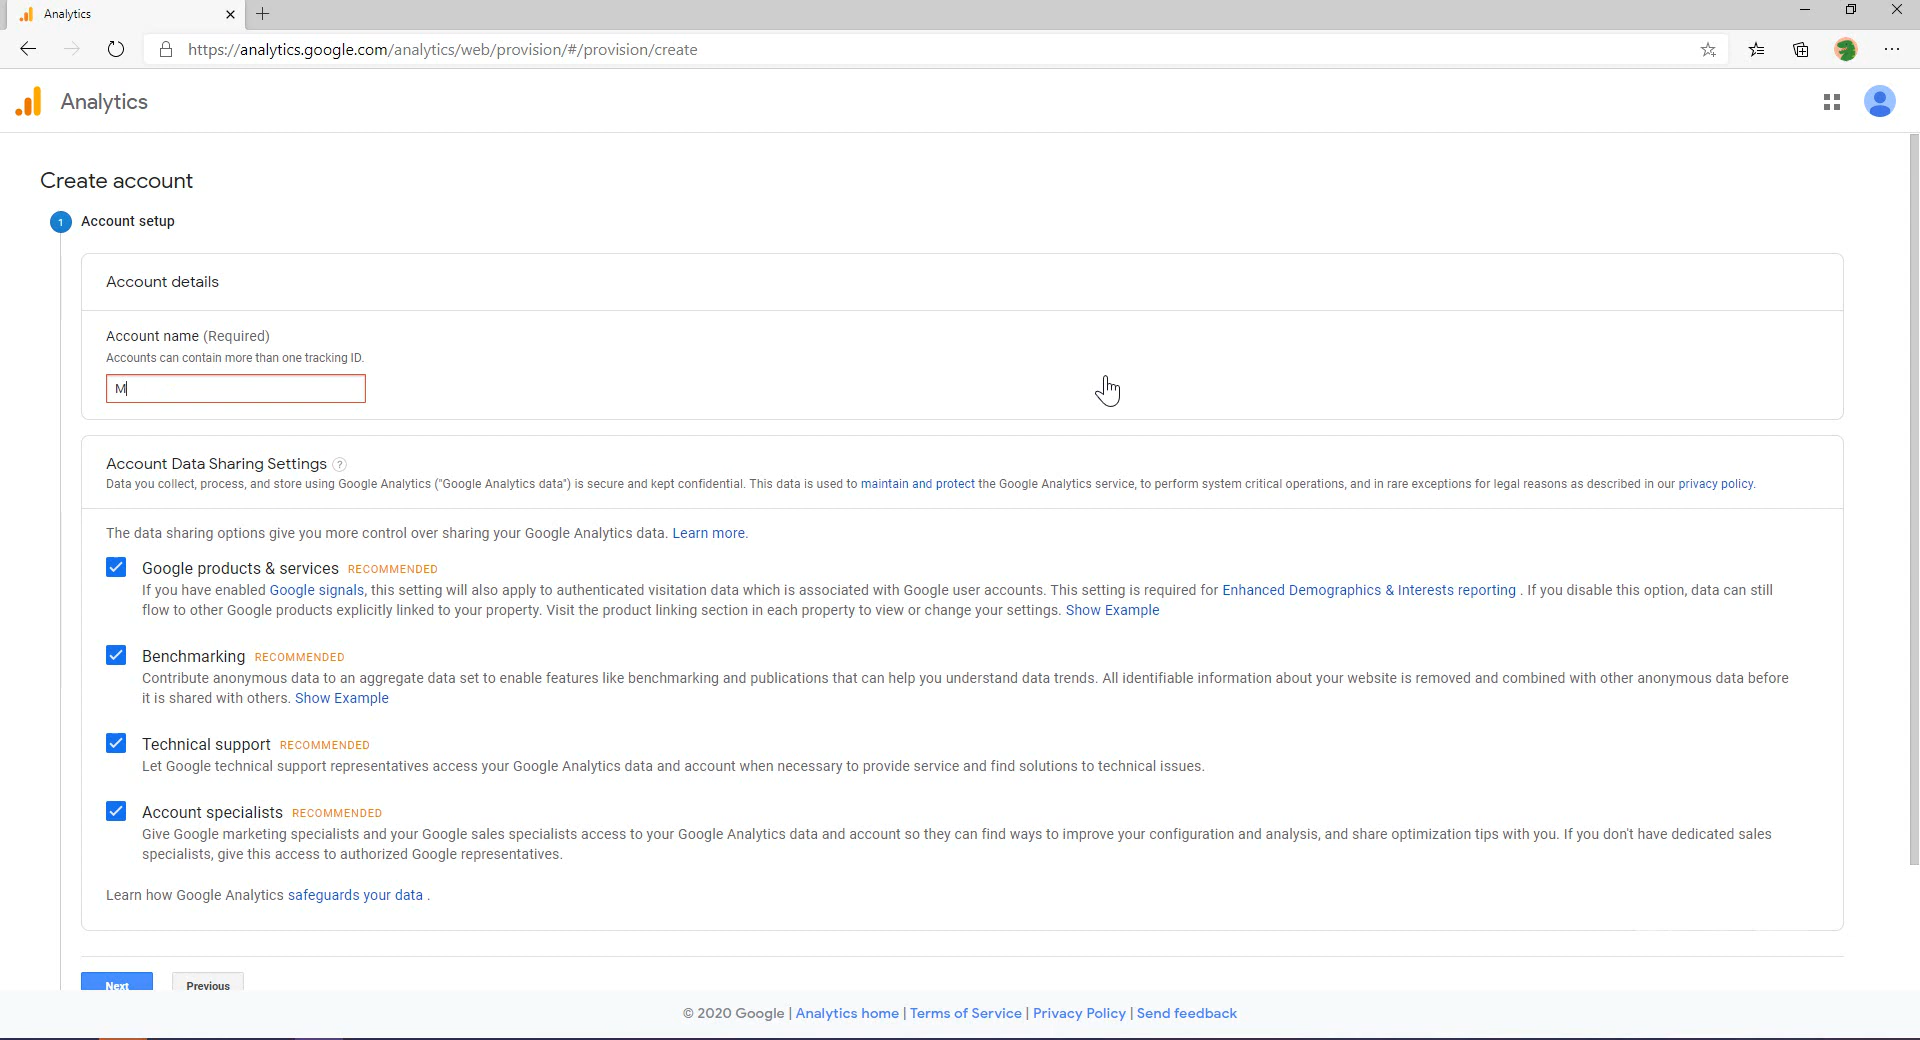 Analytics
https://analytics.google.com/analytics/web/provision/#/provision/create
Analytics
Create account
1 Account setup
Account details
Account name (Required)
Accounts can contain more than one tracking ID.
M
Account Data Sharing Settings ?
Data you collect, process, and store using Google Analytics ("Google Analytics data") is secure and kept confidential. This data is used to maintain and protect the Google Analytics service, to perform system critical operations, and in rare exceptions for legal reasons as described in our privacy policy.
The data sharing options give you more control over sharing your Google Analytics data. Learn more.
Google products & services RECOMMENDED
If you have enabled Google signals, this setting will also apply to authenticated visitation data which is associated with Google user accounts. This setting is required for Enhanced Demographics & Interests reporting . If you disable this option, data can still
flow to other Google products explicitly linked to your property. Visit the product linking section in each property to view or change your settings. Show Example
Benchmarking RECOMMENDED
Contribute anonymous data to an aggregate data set to enable features like benchmarking and publications that can help you understand data trends. All identifiable information about your website is removed and combined with other anonymous data before
it is shared with others. Show Example
Technical support RECOMMENDED
Let Google technical support representatives access your Google Analytics data and account when necessary to provide service and find solutions to technical issues.
Account specialists RECOMMENDED
Give Google marketing specialists and your Google sales specialists access to your Google Analytics data and account so they can find ways to improve your configuration and analysis, and share optimization tips with you. If you don't have dedicated sales
specialists, give this access to authorized Google representatives.
Learn how Google Analytics safeguards your data .
Next Previous
© 2020 Google | Analytics home | Terms of Service | Privacy Policy | Send feedback